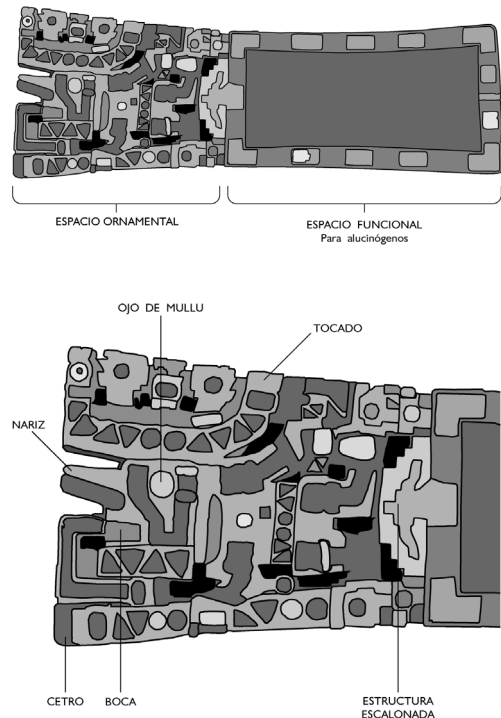 ESPACIO ORNAMENTAL
ESPACIO FUNCIONAL
Para alucinógenos
OJO DE MULLU
TOCADO
NARIZ
CETRO
BOCA
ESTRUCTURA
ESCALONADA